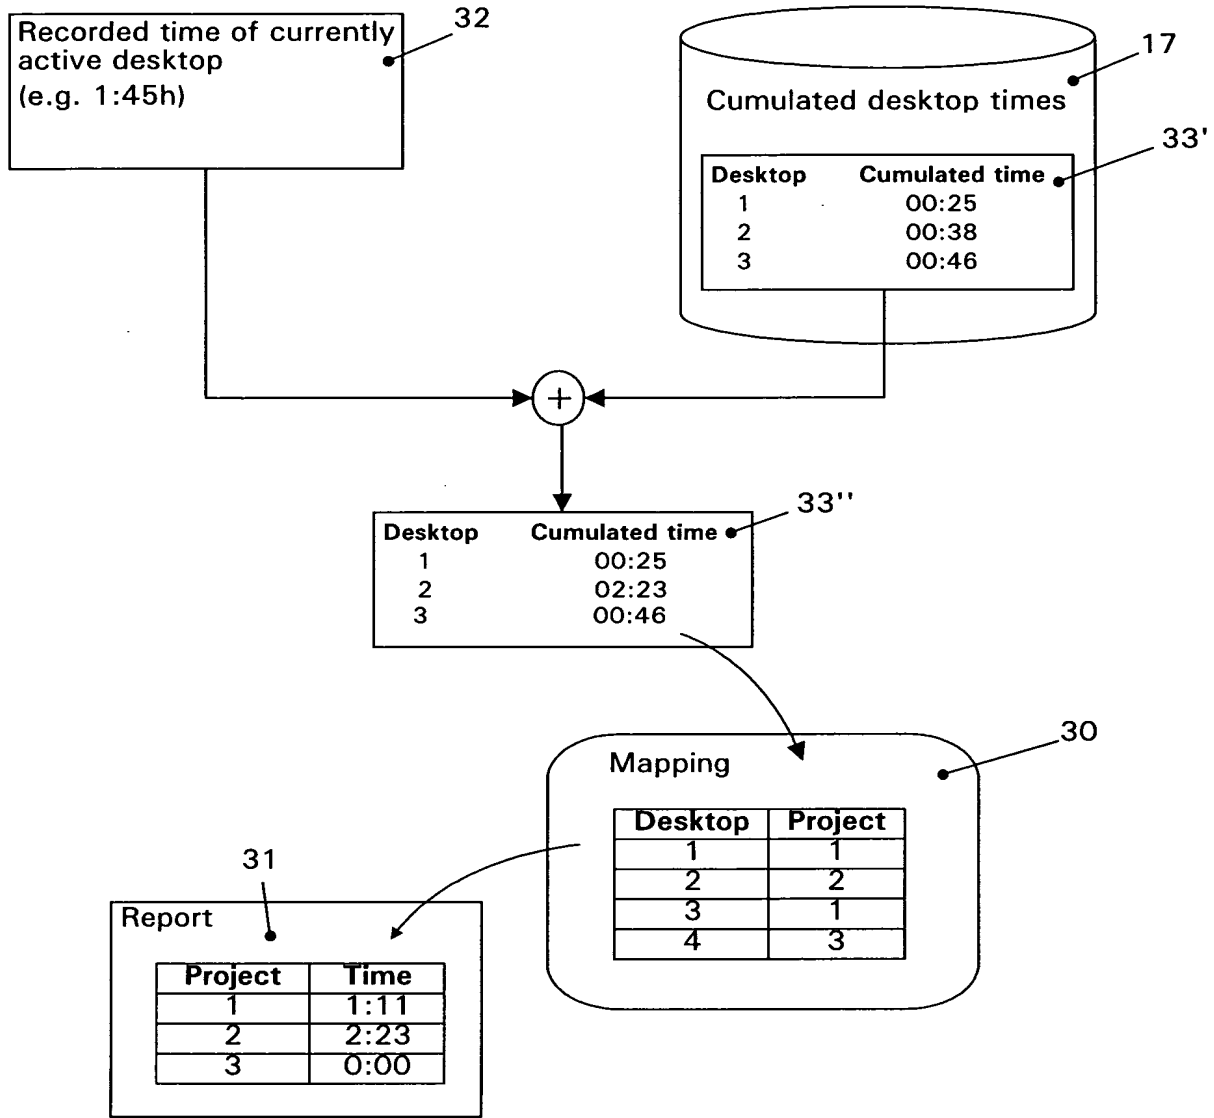 Recorded time of currently
active desktop
(e.g. 1:45h)
32
17
Cumulated desktop times
33'
Desktop Cumulated time
1 00:25
2 00:38
3 00:46
+
33''
Desktop Cumulated time
1 00:25
2 02:23
3 00:46
30
Mapping
Desktop Project
1 1
2 2
3 1
4 3
31
Report
Project Time
1 1:11
2 2:23
3 0:00